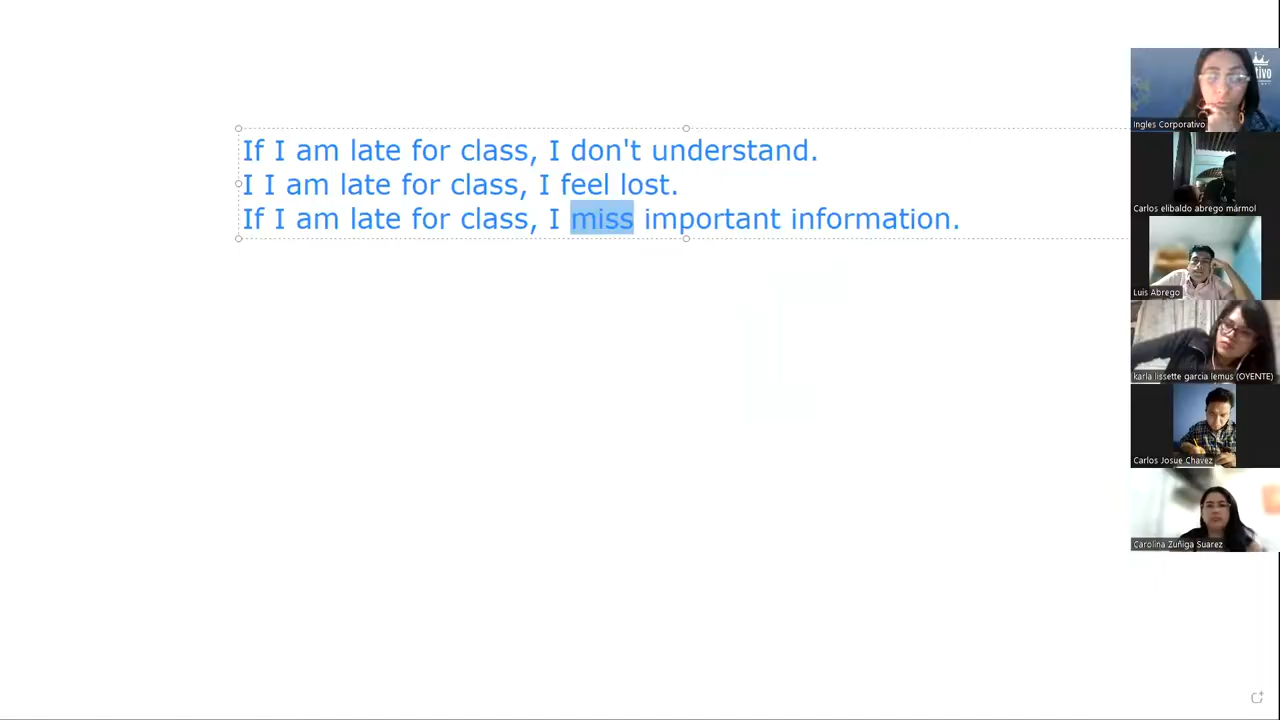 If I am late for class, I don't understand.
I I am late for class, I feel lost.
If I am late for class, I miss important information.
tivo
Ingles Corporativo
Carlos elibaldo abrego mármol
Luis Abrego
karla lissette garcia lemus (OYENTE)
Carlos Josue Chavez
Carolina Zuñiga Suarez